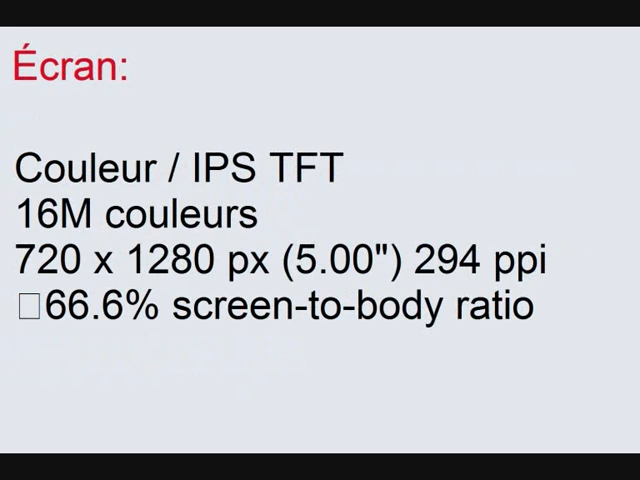 Écran:
Couleur / IPS TFT
16M couleurs
720 x 1280 px (5.00") 294 ppi
□66.6% screen-to-body ratio